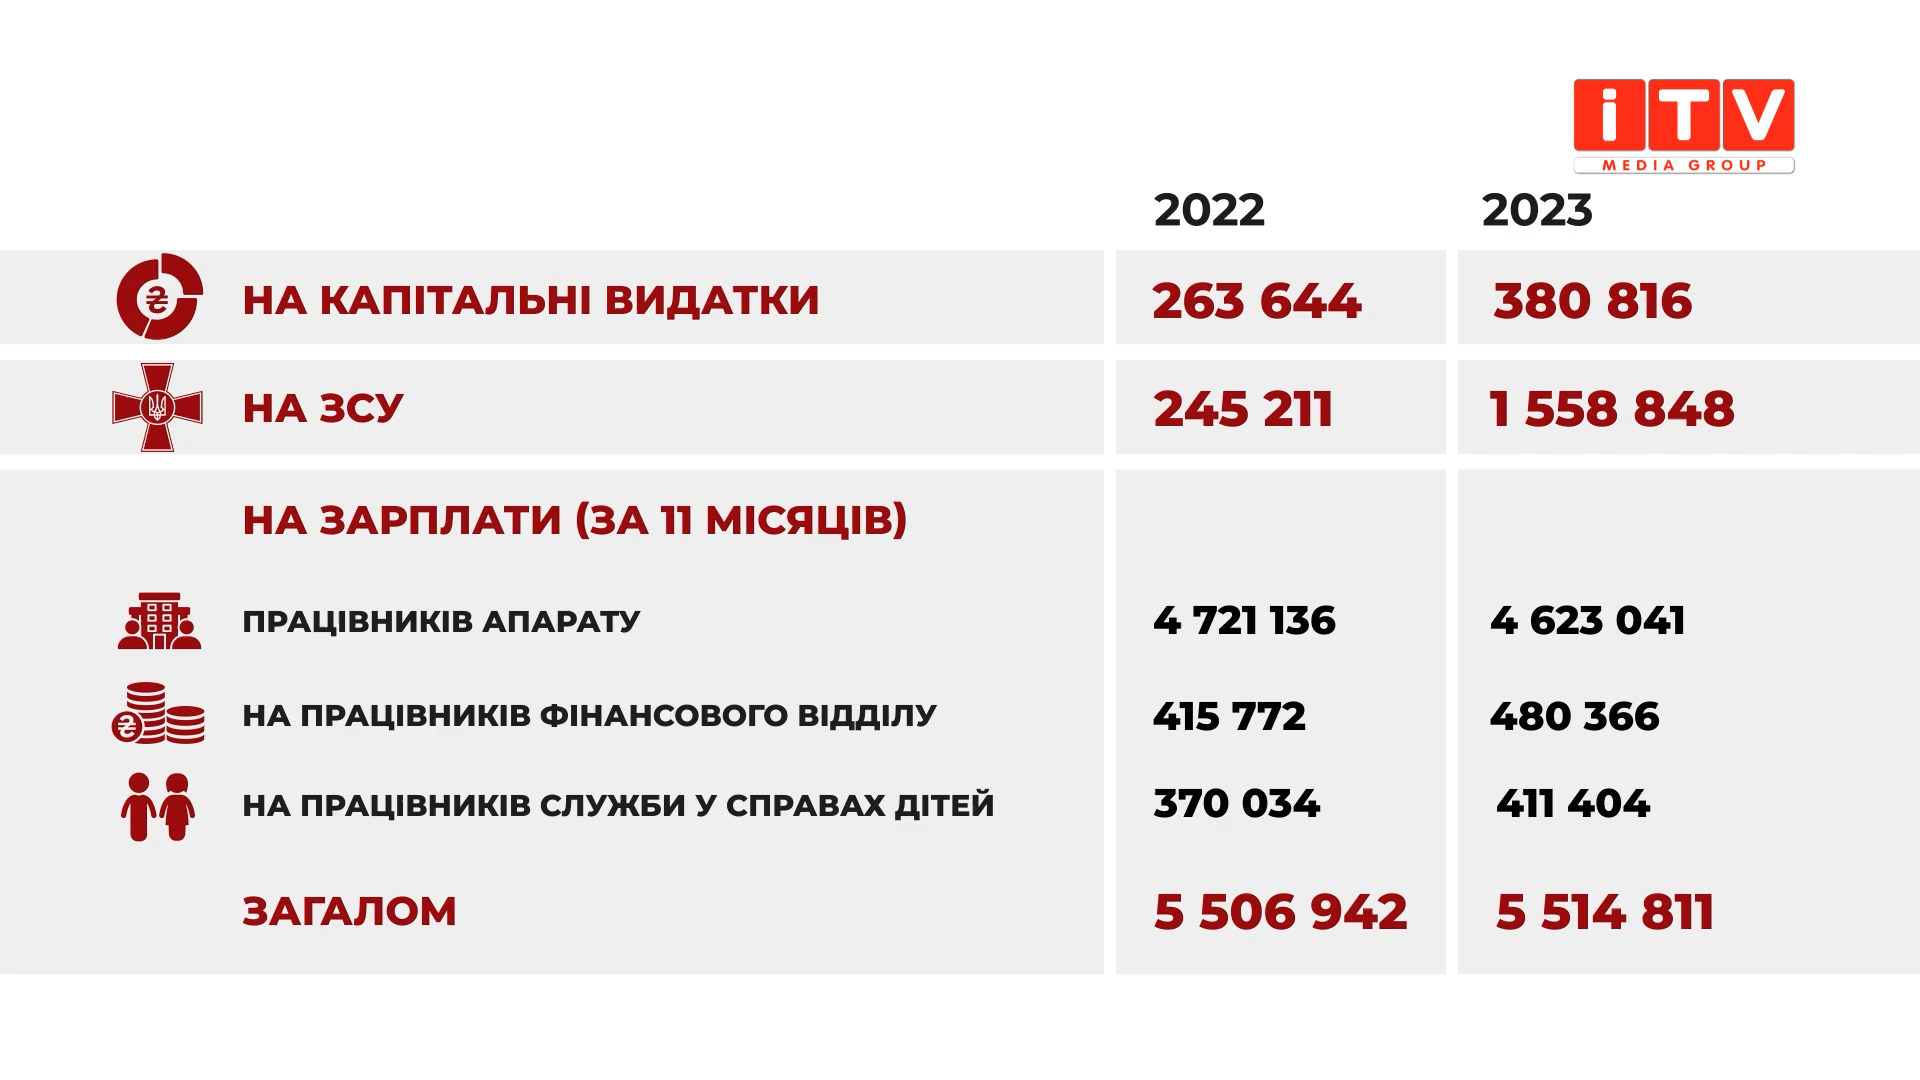 iTV
MEDIA GROUP
2022 2023
НА КАПІТАЛЬНІ ВИДАТКИ 263 644 380 816
НА ЗСУ 245 211 1 558 848
НА ЗАРПЛАТИ (ЗА 11 МІСЯЦІВ)
ПРАЦІВНИКІВ АПАРАТУ 4 721 136 4 623 041
НА ПРАЦІВНИКІВ ФІНАНСОВОГО ВІДДІЛУ 415 772 480 366
НА ПРАЦІВНИКІВ СЛУЖБИ У СПРАВАХ ДІТЕЙ 370 034 411 404
ЗАГАЛОМ 5 506 942 5 514 811